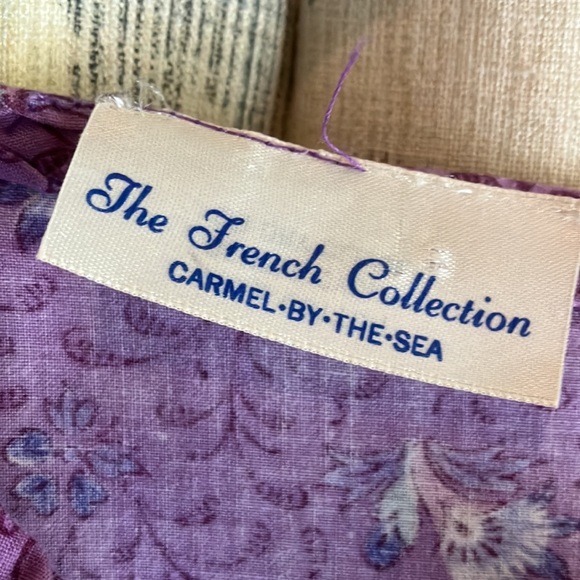 The French Collection
CARMEL·BY·THE·SEA